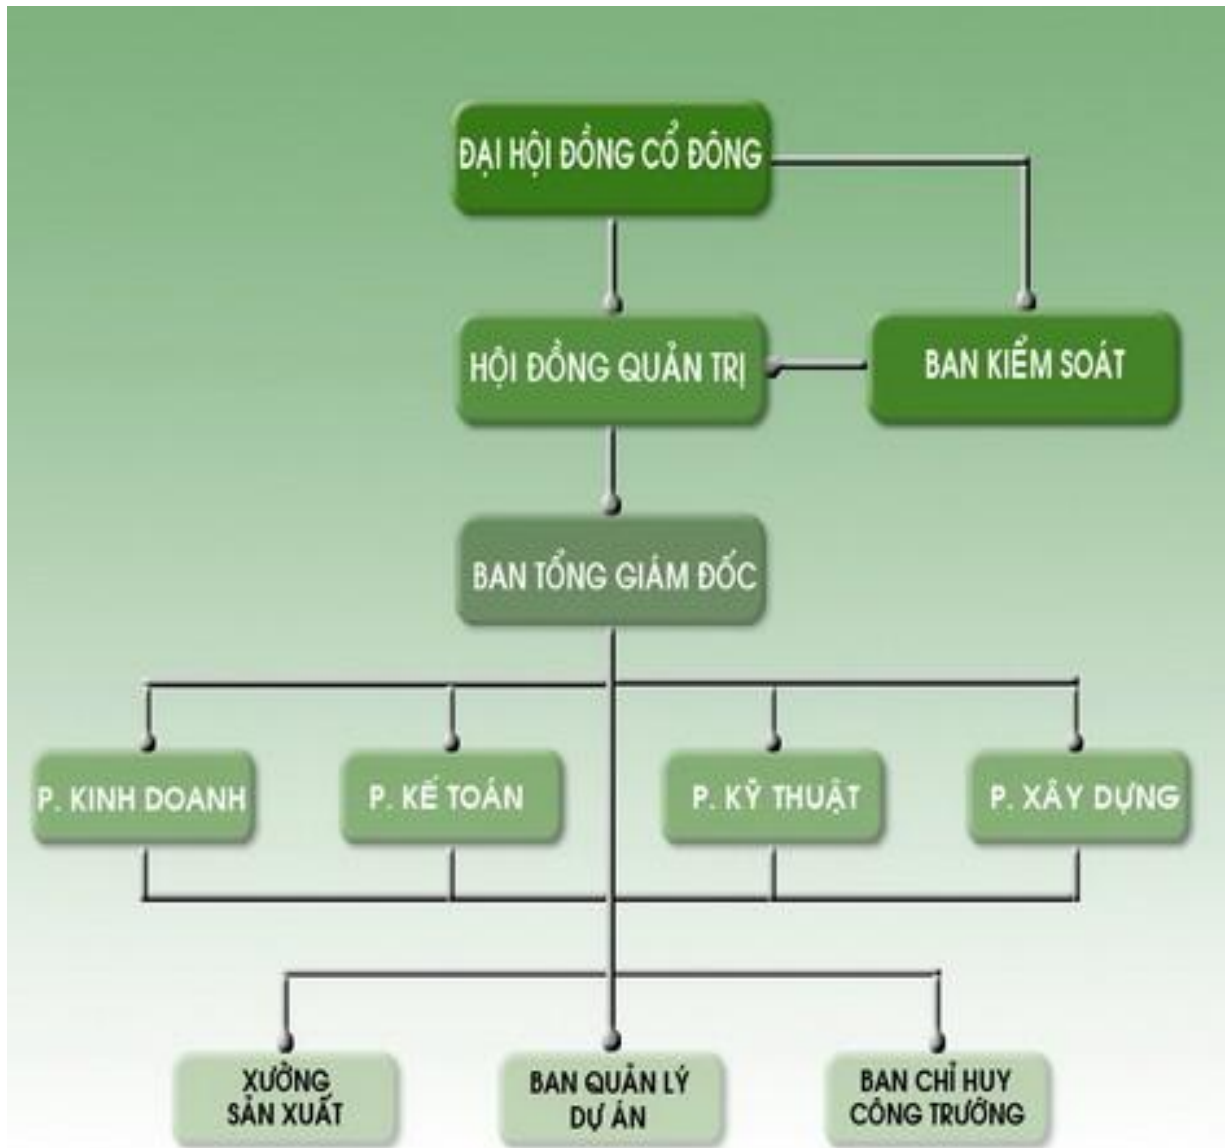 ĐẠI HỘI ĐỒNG CỔ ĐÔNG
HỘI ĐỒNG QUẢN TRỊ
BAN KIỂM SOÁT
BAN TỔNG GIÁM ĐỐC
P. KINH DOANH
P. KẾ TOÁN
P. KỸ THUẬT
P. XÂY DỰNG
XƯỞNG
SẢN XUẤT
BAN QUẢN LÝ
DỰ ÁN
BAN CHỈ HUY
CÔNG TRƯỜNG